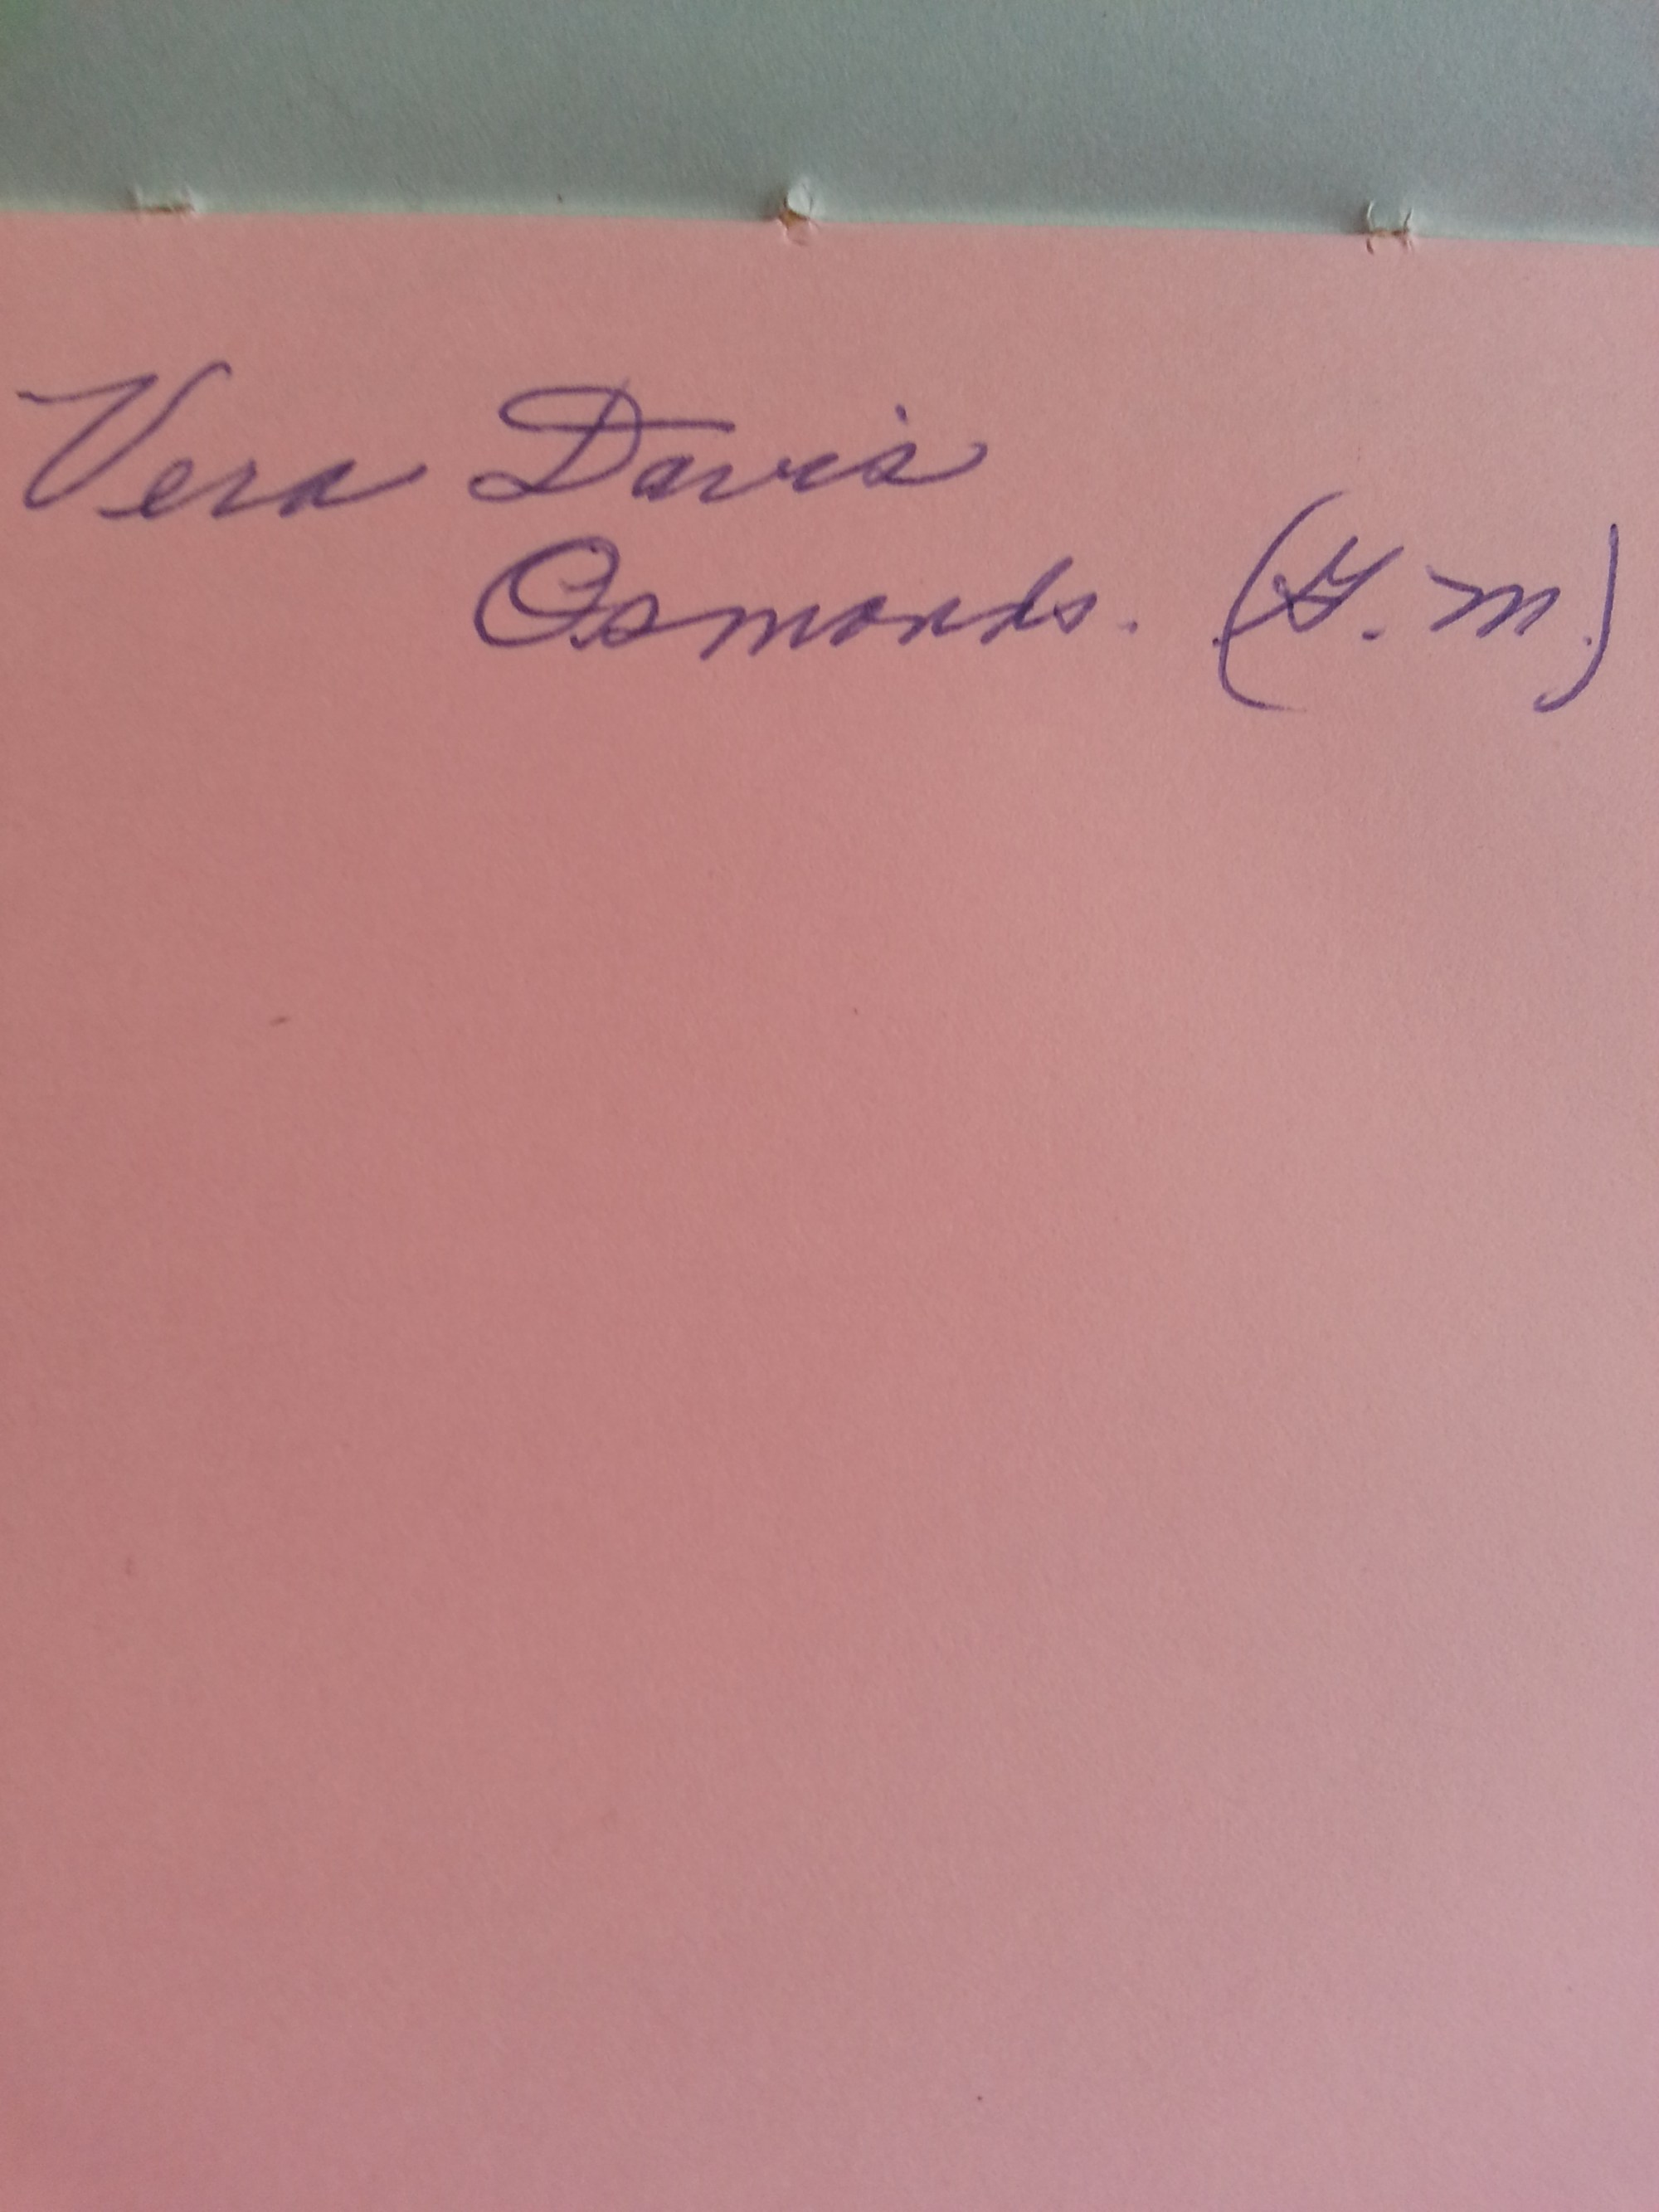 Vera Davis
Osmonds. (G. M.)